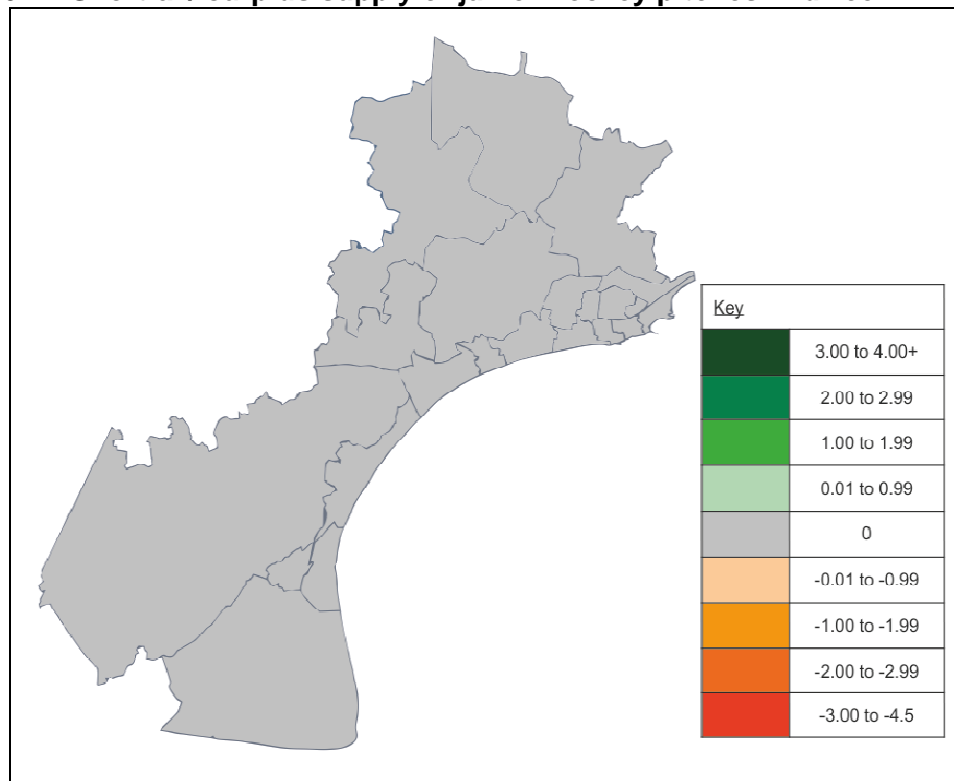 surplus supply of junior hockey pitches
Key
3.00 to 4.00+
2.00 to 2.99
1.00 to 1.99
0.01 to 0.99
0
-0.01 to -0.99
-1.00 to -1.99
-2.00 to -2.99
-3.00 to -4.5